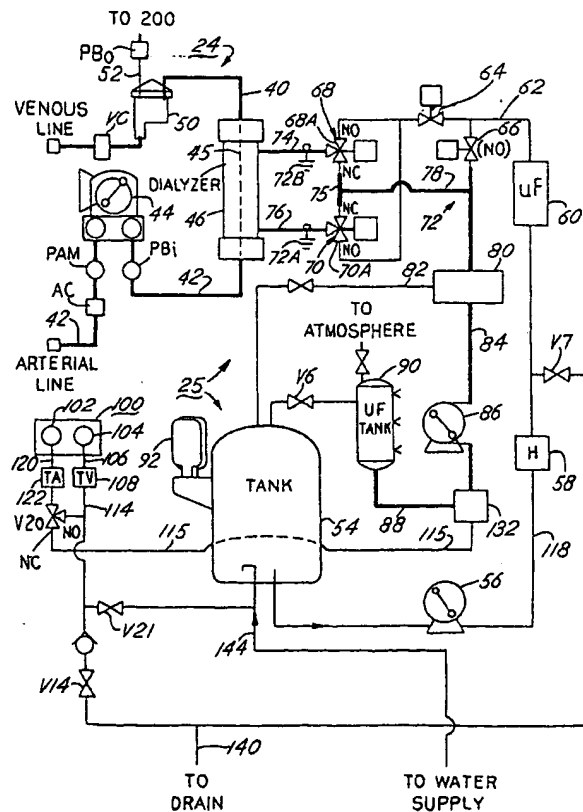 TO 200
PBo
24
64
52
40
68
62
VENOUS LINE
VC
50
74
68A
NO
66
(NO)
45
72B
NC
75
78
uF
DIALYZER
44
46
76
NC
72
60
72A
NO
PAM
PBi
70
70A
80
AC
42
82
42
TO ATMOSPHERE
84
V7
ARTERIAL LINE
25
90
V6
86
102
100
92
UF TANK
104
H
58
120
106
TANK
TA
TV
108
122
114
54
88
132
V20
NO
118
NC
115
115
56
V21
144
V14
140
TO DRAIN
TO WATER SUPPLY